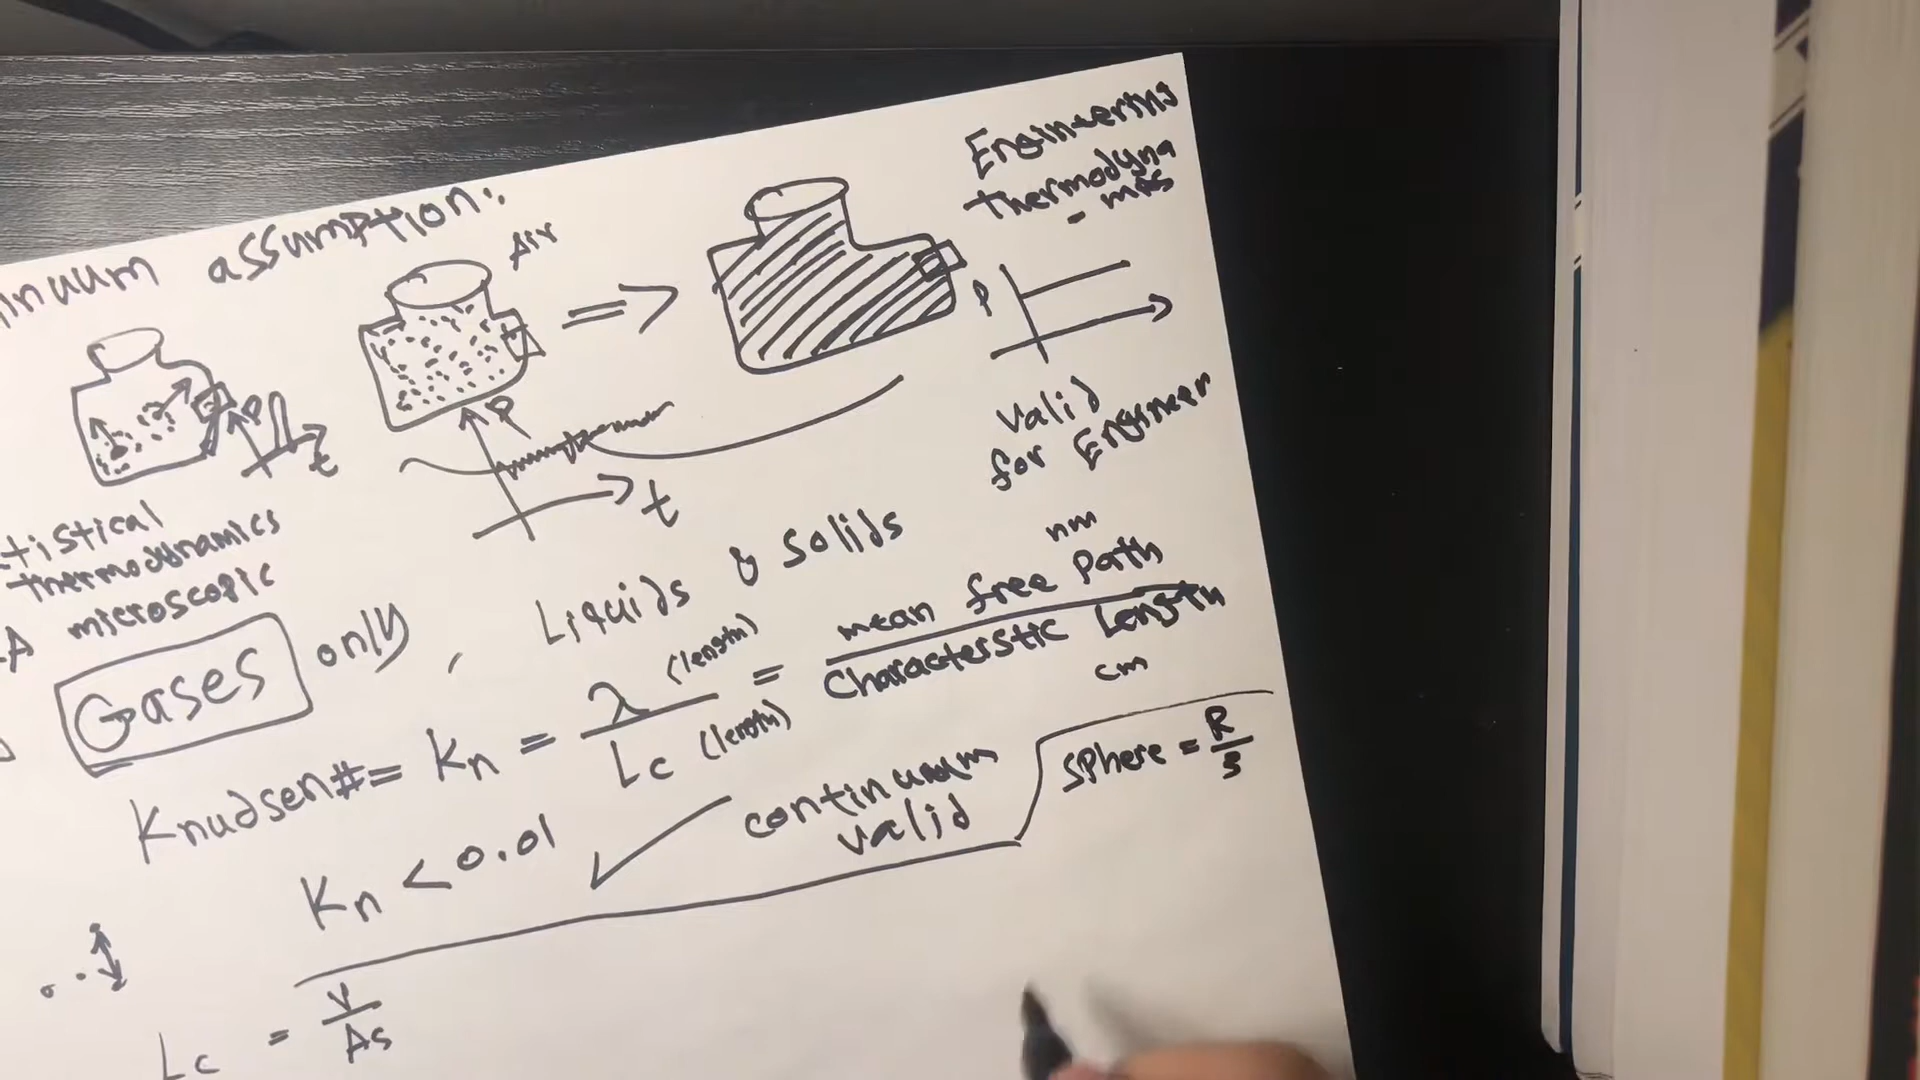 inuum assumption:
Air
Engineering
thermodyna
- mics
P
P
t
P
t
valid
for Engineer
tistical
thermodynamics
microscopic
Gases only, Liquids & Solids
Knudsen # = Kn = λ (length) / Lc (length) = mean free path nm / characterstic Length cm
Kn < 0.01
continuum
valid
Sphere = R/3
Lc = V/As